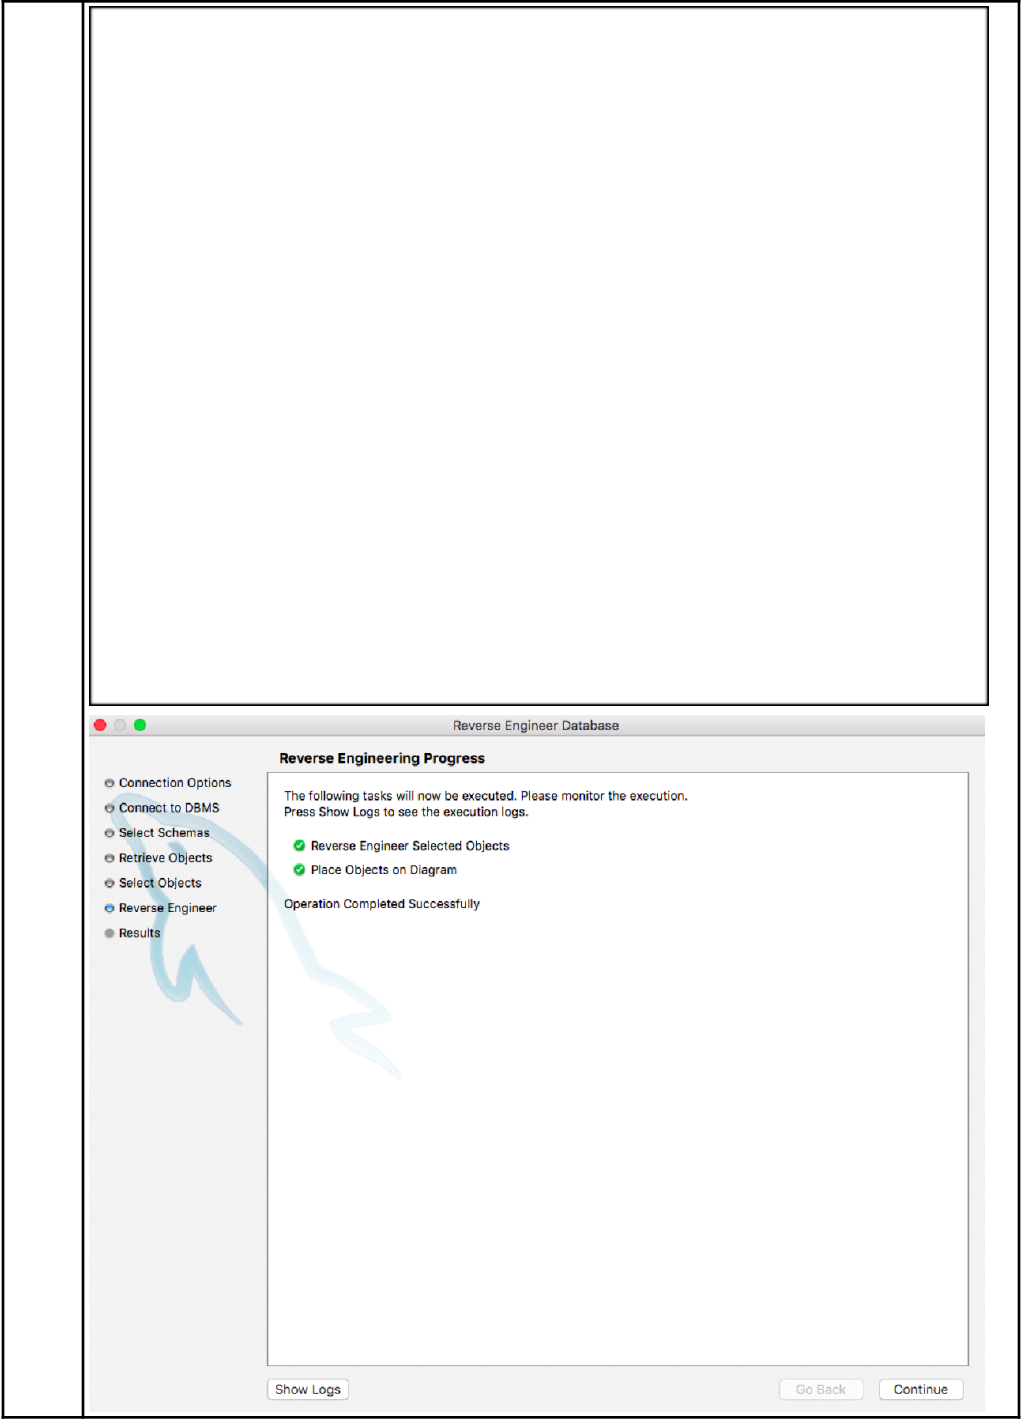 Reverse Engineer Database
Reverse Engineering Progress
Connection Options
Connect to DBMS
Select Schemas
Retrieve Objects
Select Objects
Reverse Engineer
Results
The following tasks will now be executed. Please monitor the execution.
Press Show Logs to see the execution logs.
Reverse Engineer Selected Objects
Place Objects on Diagram
Operation Completed Successfully
Show Logs
Go Back
Continue